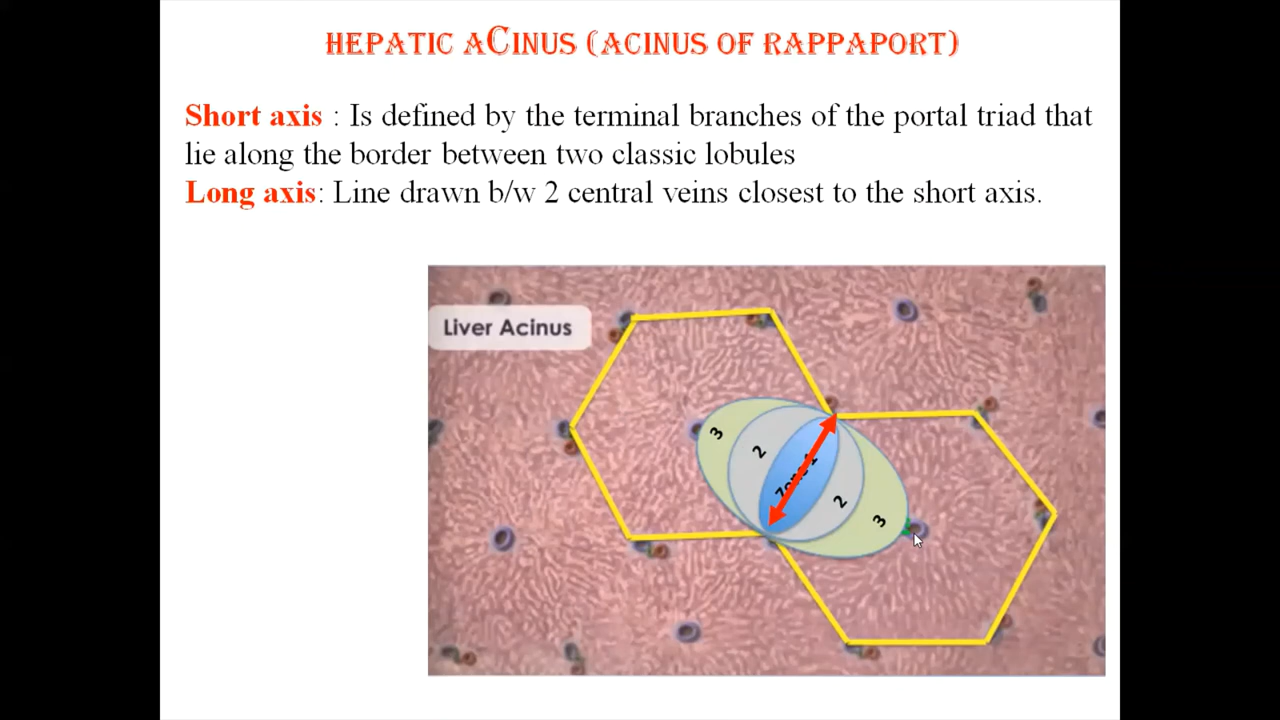 HEPATIC ACINUS (ACINUS OF RAPPAPORT)
Short axis : Is defined by the terminal branches of the portal triad that
lie along the border between two classic lobules
Long axis: Line drawn b/w 2 central veins closest to the short axis.
Liver Acinus
3
2
Zone 1
2
3